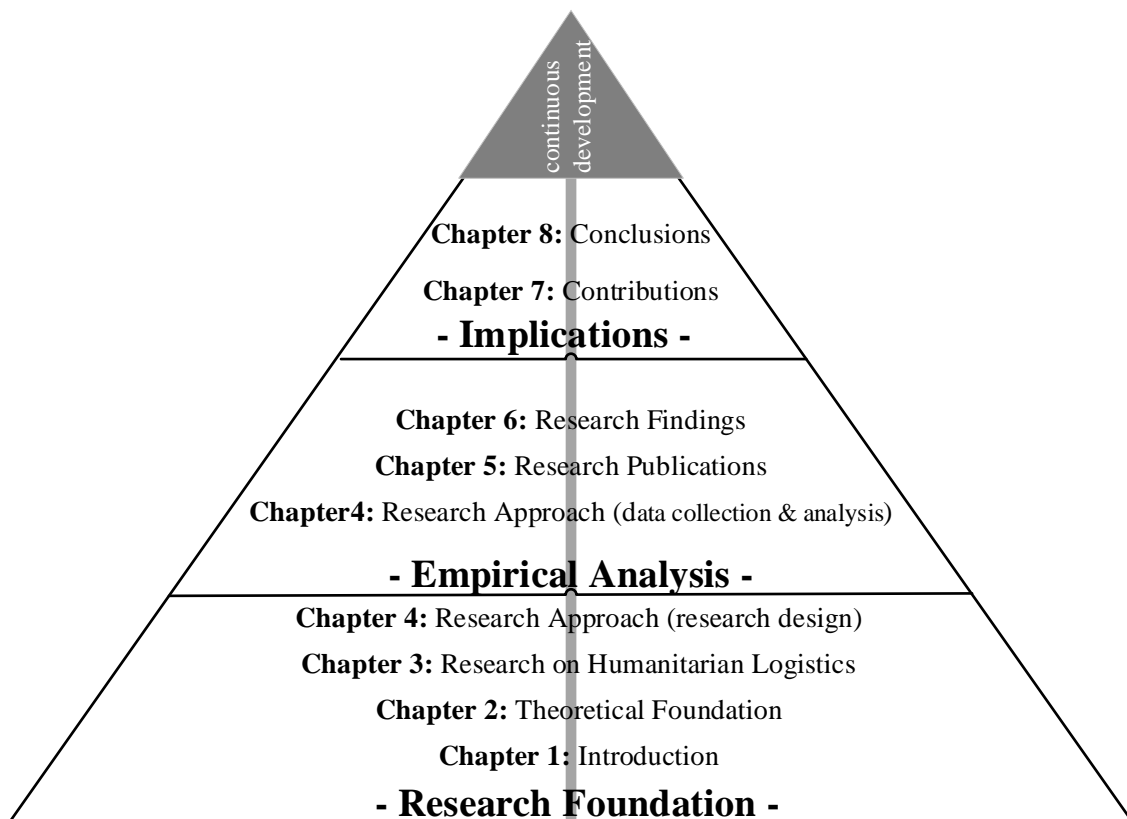 continuous
development
Chapter 8: Conclusions
Chapter 7: Contributions
- Implications -
Chapter 6: Research Findings
Chapter 5: Research Publications
Chapter4: Research Approach (data collection & analysis)
- Empirical Analysis -
Chapter 4: Research Approach (research design)
Chapter 3: Research on Humanitarian Logistics
Chapter 2: Theoretical Foundation
Chapter 1: Introduction
- Research Foundation -